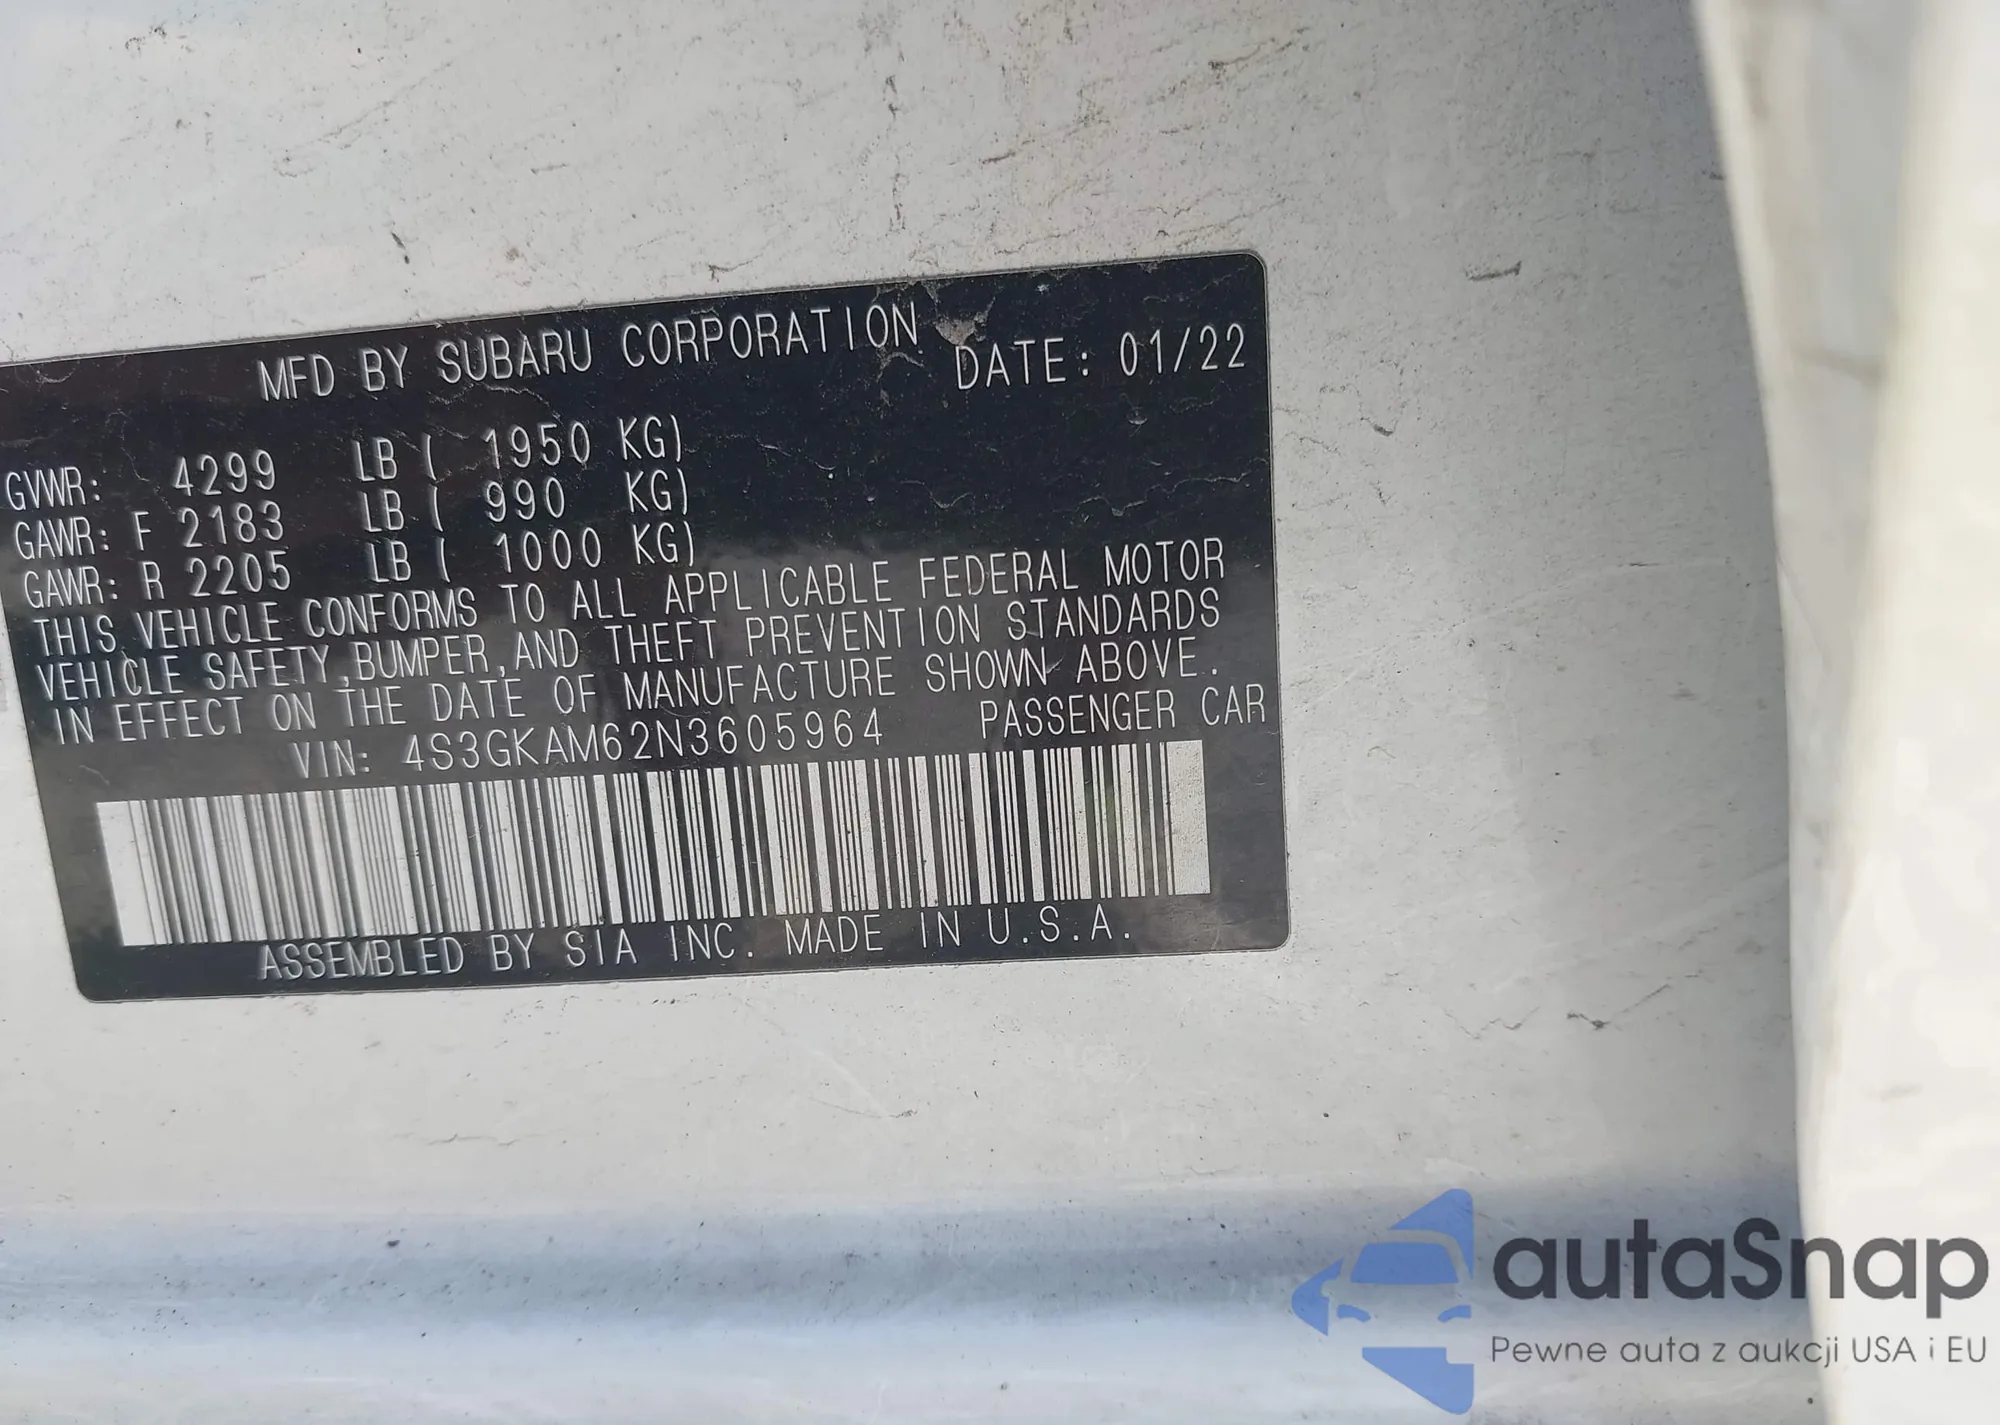 MFD BY SUBARU CORPORATION DATE: 01/22
GVWR: 4299 LB ( 1950 KG)
GAWR: F 2183 LB ( 990 KG)
GAWR: R 2205 LB ( 1000 KG)
THIS VEHICLE CONFORMS TO ALL APPLICABLE FEDERAL MOTOR
VEHICLE SAFETY, BUMPER, AND THEFT PREVENTION STANDARDS
IN EFFECT ON THE DATE OF MANUFACTURE SHOWN ABOVE.
VIN: 4S3GKAM62N3605964 PASSENGER CAR
ASSEMBLED BY SIA INC. MADE IN U.S.A.
autaSnap
Pewne auta z aukcji USA i EU